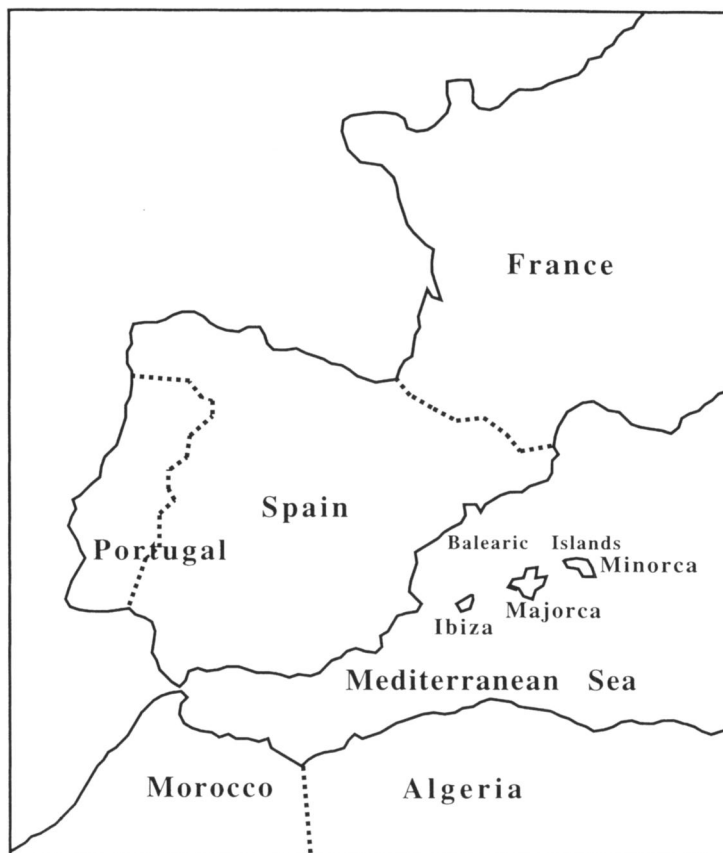 France
Spain
Portugal
Balearic Islands
Minorca
Majorca
Ibiza
Mediterranean Sea
Morocco
Algeria